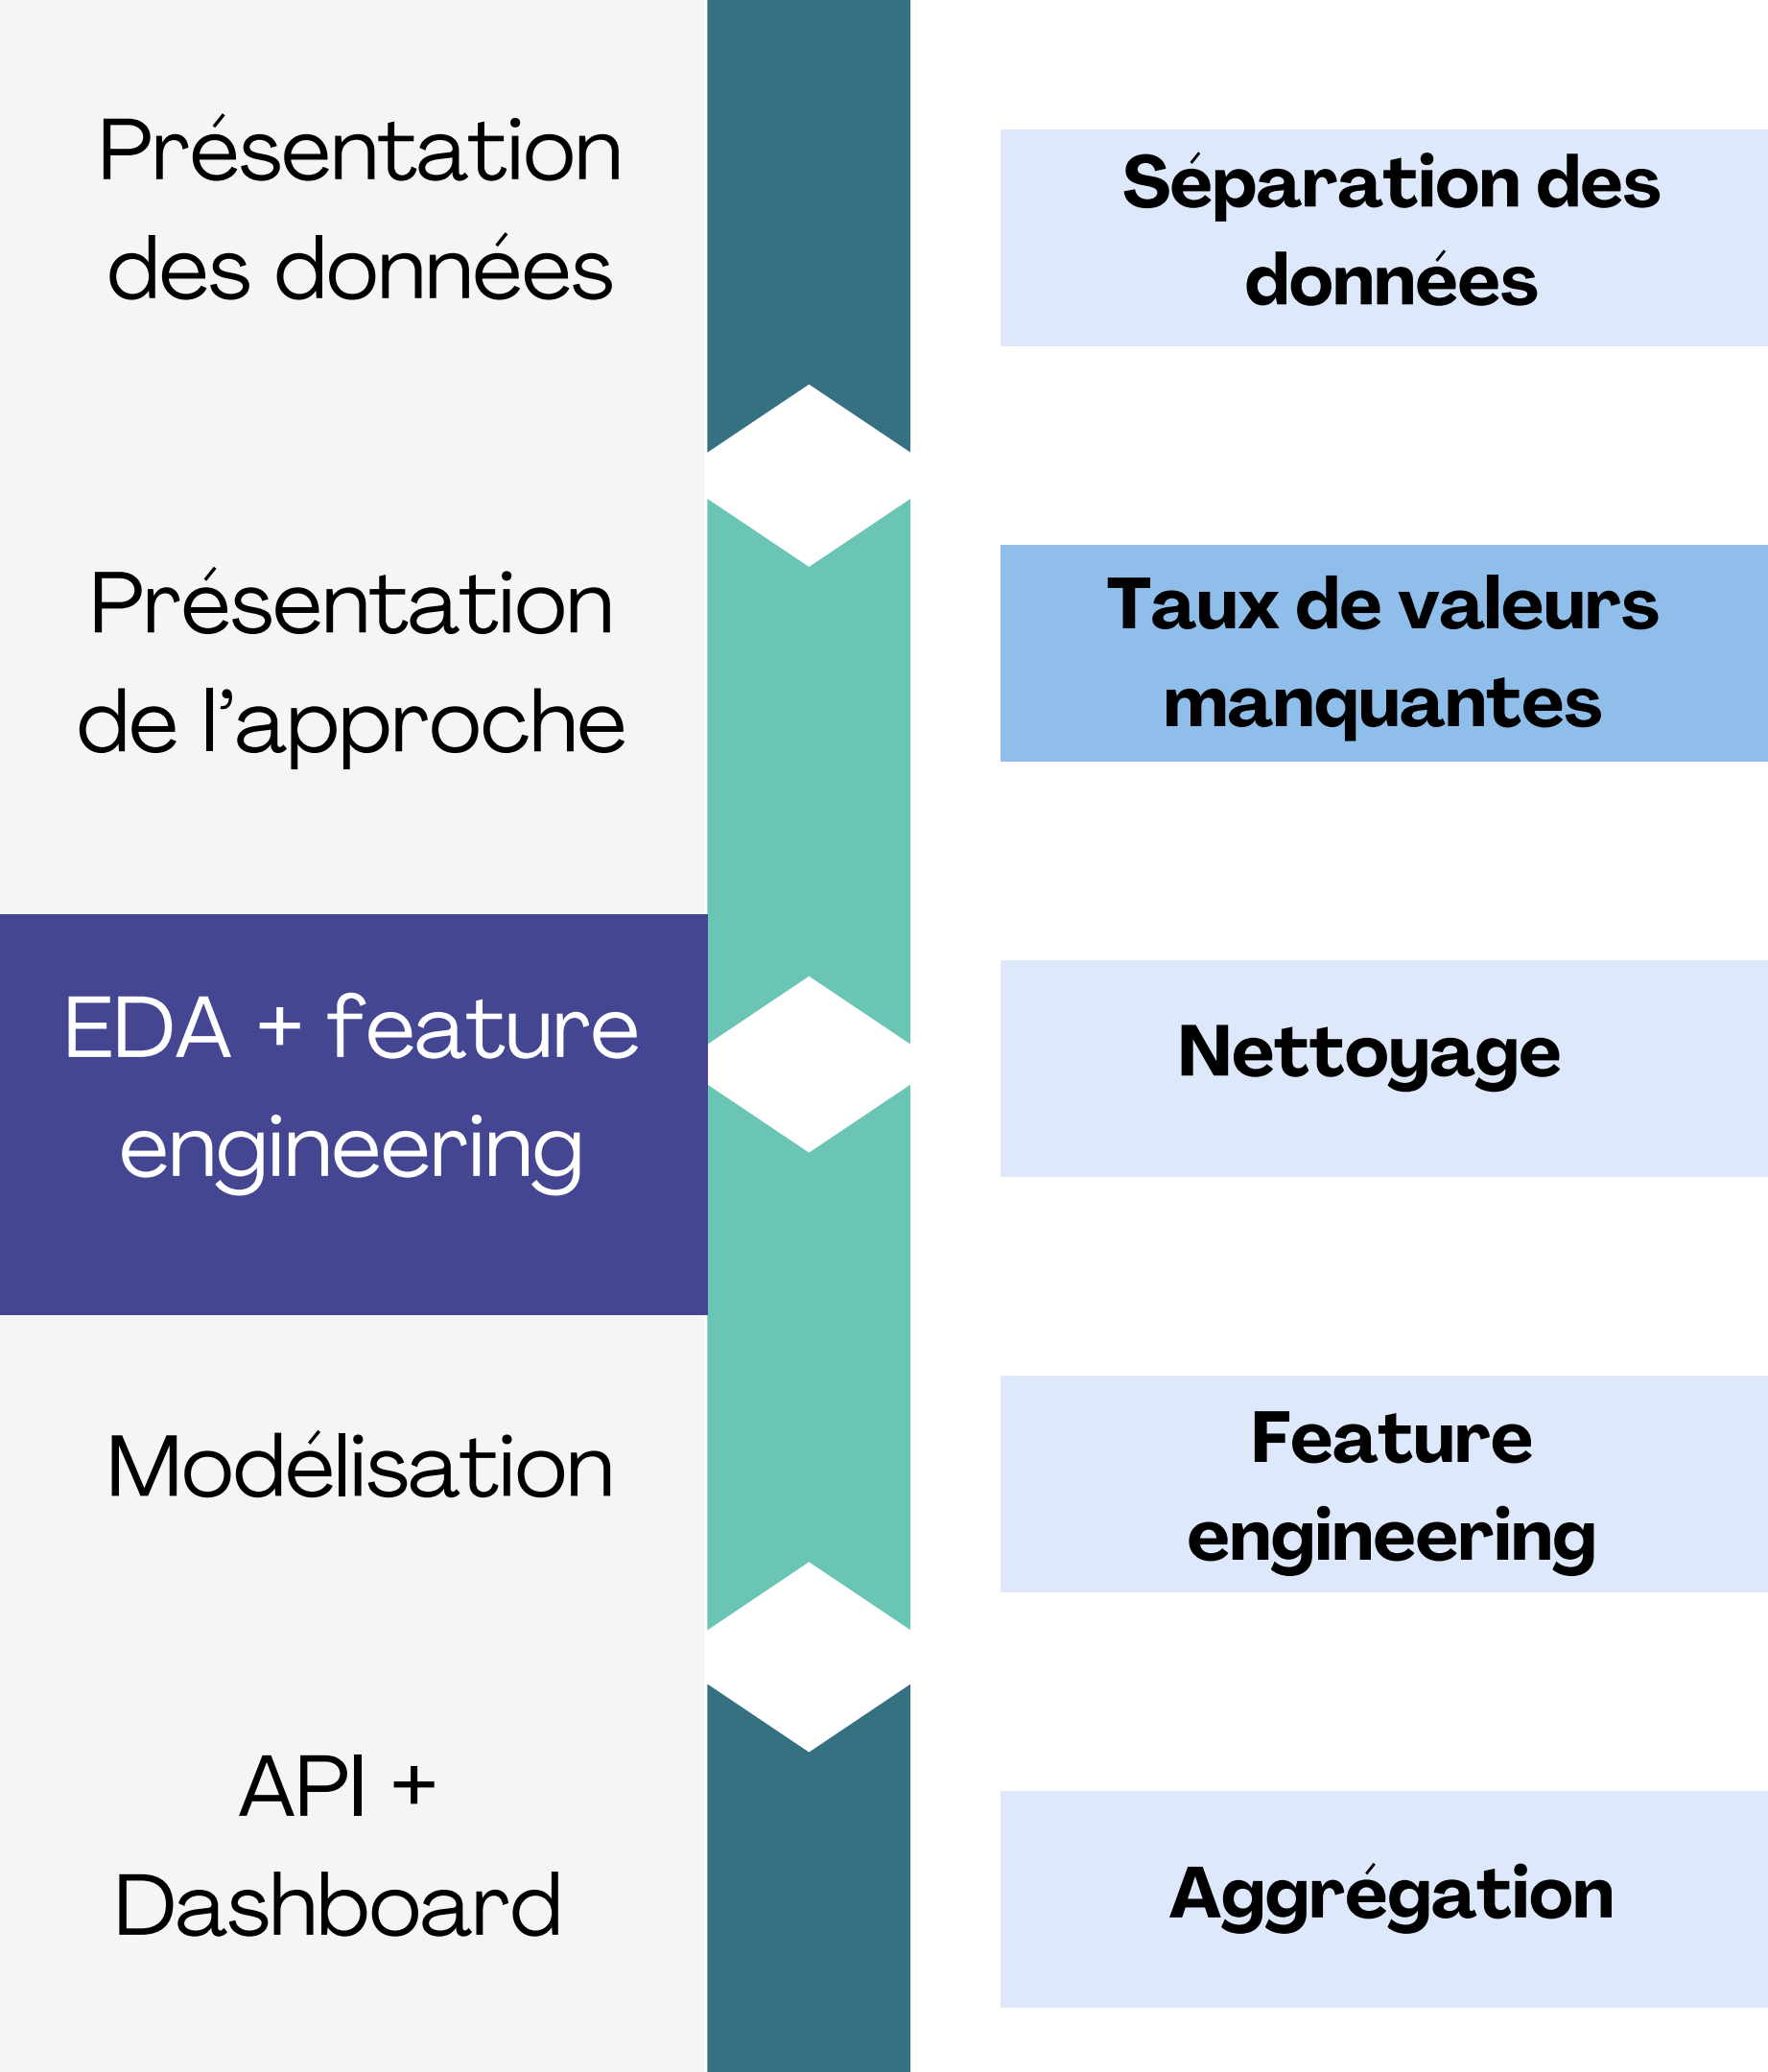 Présentation
des données
Présentation
de l’approche
EDA + feature
engineering
Modélisation
API +
Dashboard
Séparation des
données
Taux de valeurs
manquantes
Nettoyage
Feature
engineering
Aggrégation